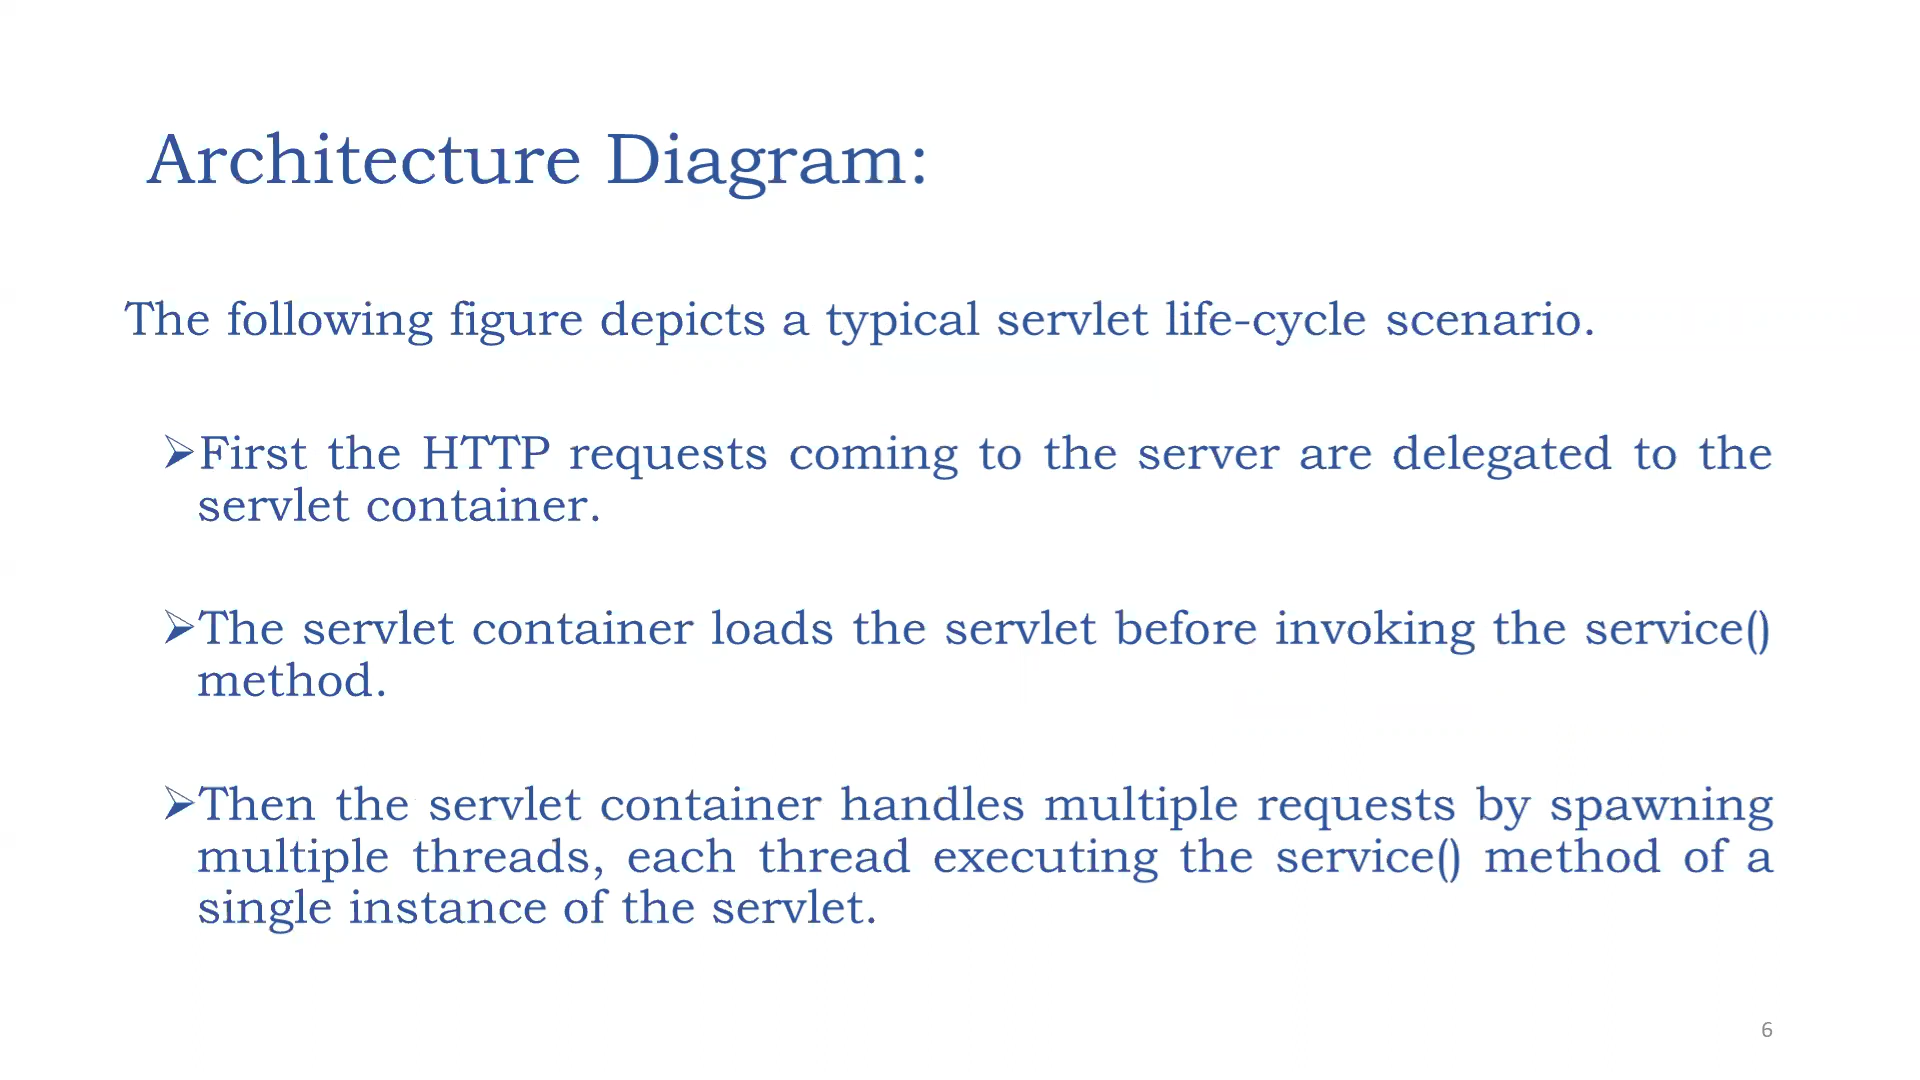 Architecture Diagram:
The following figure depicts a typical servlet life-cycle scenario.
➢First the HTTP requests coming to the server are delegated to the
servlet container.
➢The servlet container loads the servlet before invoking the service()
method.
➢Then the servlet container handles multiple requests by spawning
multiple threads, each thread executing the service() method of a
single instance of the servlet.
6